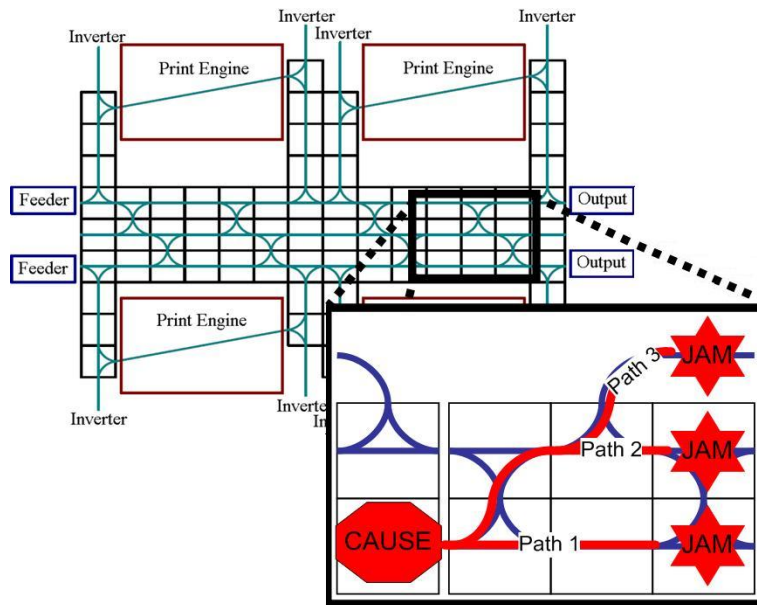 Inverter
Inverter
Inverter
Inverter
Print Engine
Print Engine
Feeder
Output
Feeder
Output
Print Engine
Path 3
JAM
Path 2
JAM
CAUSE
Path 1
JAM
Inverter
Inverter